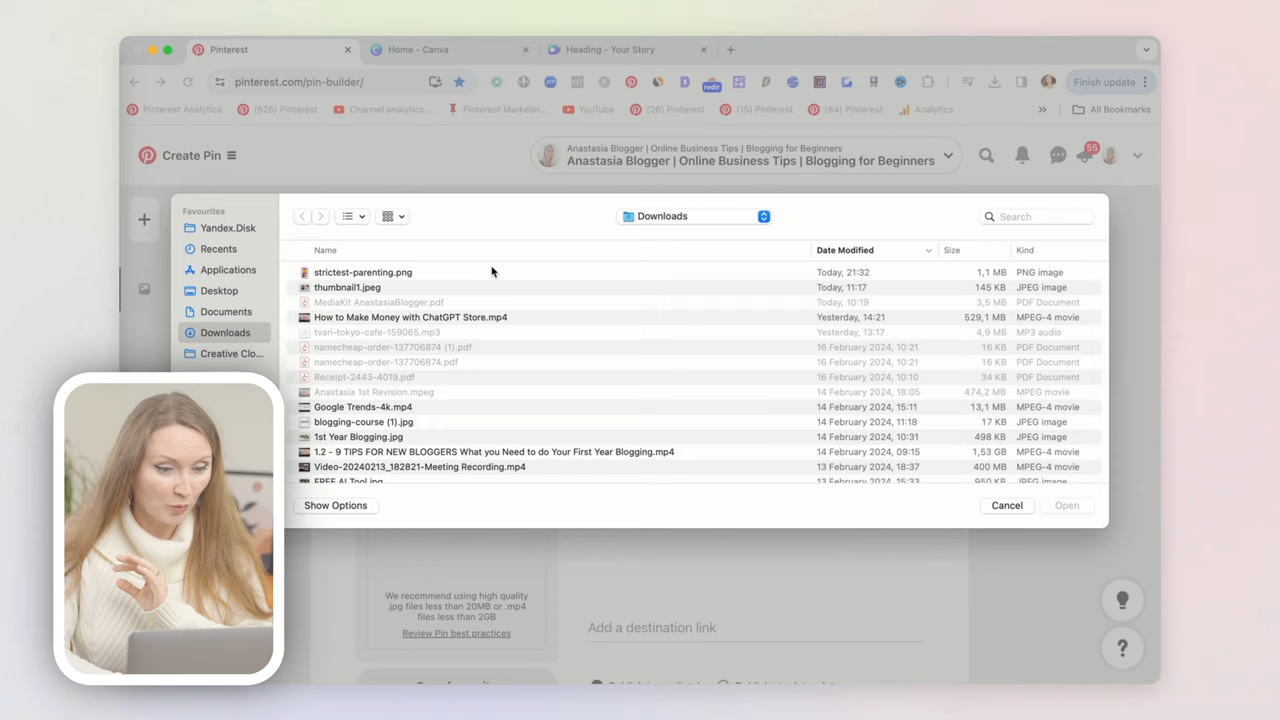 Pinterest
Home - Canva
Heading - Your Story
pinterest.com/pin-builder/
zm
redir
Finish update
Pinterest Analytics
(626) Pinterest
Channel analytics...
Pinterest Marketin...
YouTube
(26) Pinterest
(15) Pinterest
(84) Pinterest
Analytics
All Bookmarks
Create Pin
Anastasia Blogger | Online Business Tips | Blogging for Beginners
Anastasia Blogger | Online Business Tips | Blogging for Beginners
55
Favourites
Yandex.Disk
Recents
Applications
Desktop
Documents
Downloads
Creative Clo...
Downloads
Search
Name Date Modified Size Kind
strictest-parenting.png Today, 21:32 1,1 MB PNG image
thumbnail1.jpeg Today, 11:17 145 KB JPEG image
MediaKit AnastasiaBlogger.pdf Today, 10:19 3,5 MB PDF Document
How to Make Money with ChatGPT Store.mp4 Yesterday, 14:21 529,1 MB MPEG-4 movie
tvari-tokyo-cafe-159065.mp3 Yesterday, 13:17 4,9 MB MP3 audio
namecheap-order-137706874 (1).pdf 16 February 2024, 10:21 16 KB PDF Document
namecheap-order-137706874.pdf 16 February 2024, 10:21 16 KB PDF Document
Receipt-2443-4019.pdf 16 February 2024, 10:10 34 KB PDF Document
Anastasia 1st Revision.mpeg 14 February 2024, 18:05 474,2 MB MPEG movie
Google Trends-4k.mp4 14 February 2024, 15:11 13,1 MB MPEG-4 movie
blogging-course (1).jpg 14 February 2024, 11:18 17 KB JPEG image
1st Year Blogging.jpg 14 February 2024, 10:31 498 KB JPEG image
1.2 - 9 TIPS FOR NEW BLOGGERS What you Need to do Your First Year Blogging.mp4 14 February 2024, 09:15 1,53 GB MPEG-4 movie
Video-20240213_182821-Meeting Recording.mp4 13 February 2024, 18:37 400 MB MPEG-4 movie
FREE AI Tool.jpg 13 February 2024, 15:33 950 KB JPEG image
Show Options
Cancel
Open
We recommend using high quality
.jpg files less than 20MB or .mp4
files less than 2GB
Review Pin best practices
Add a destination link